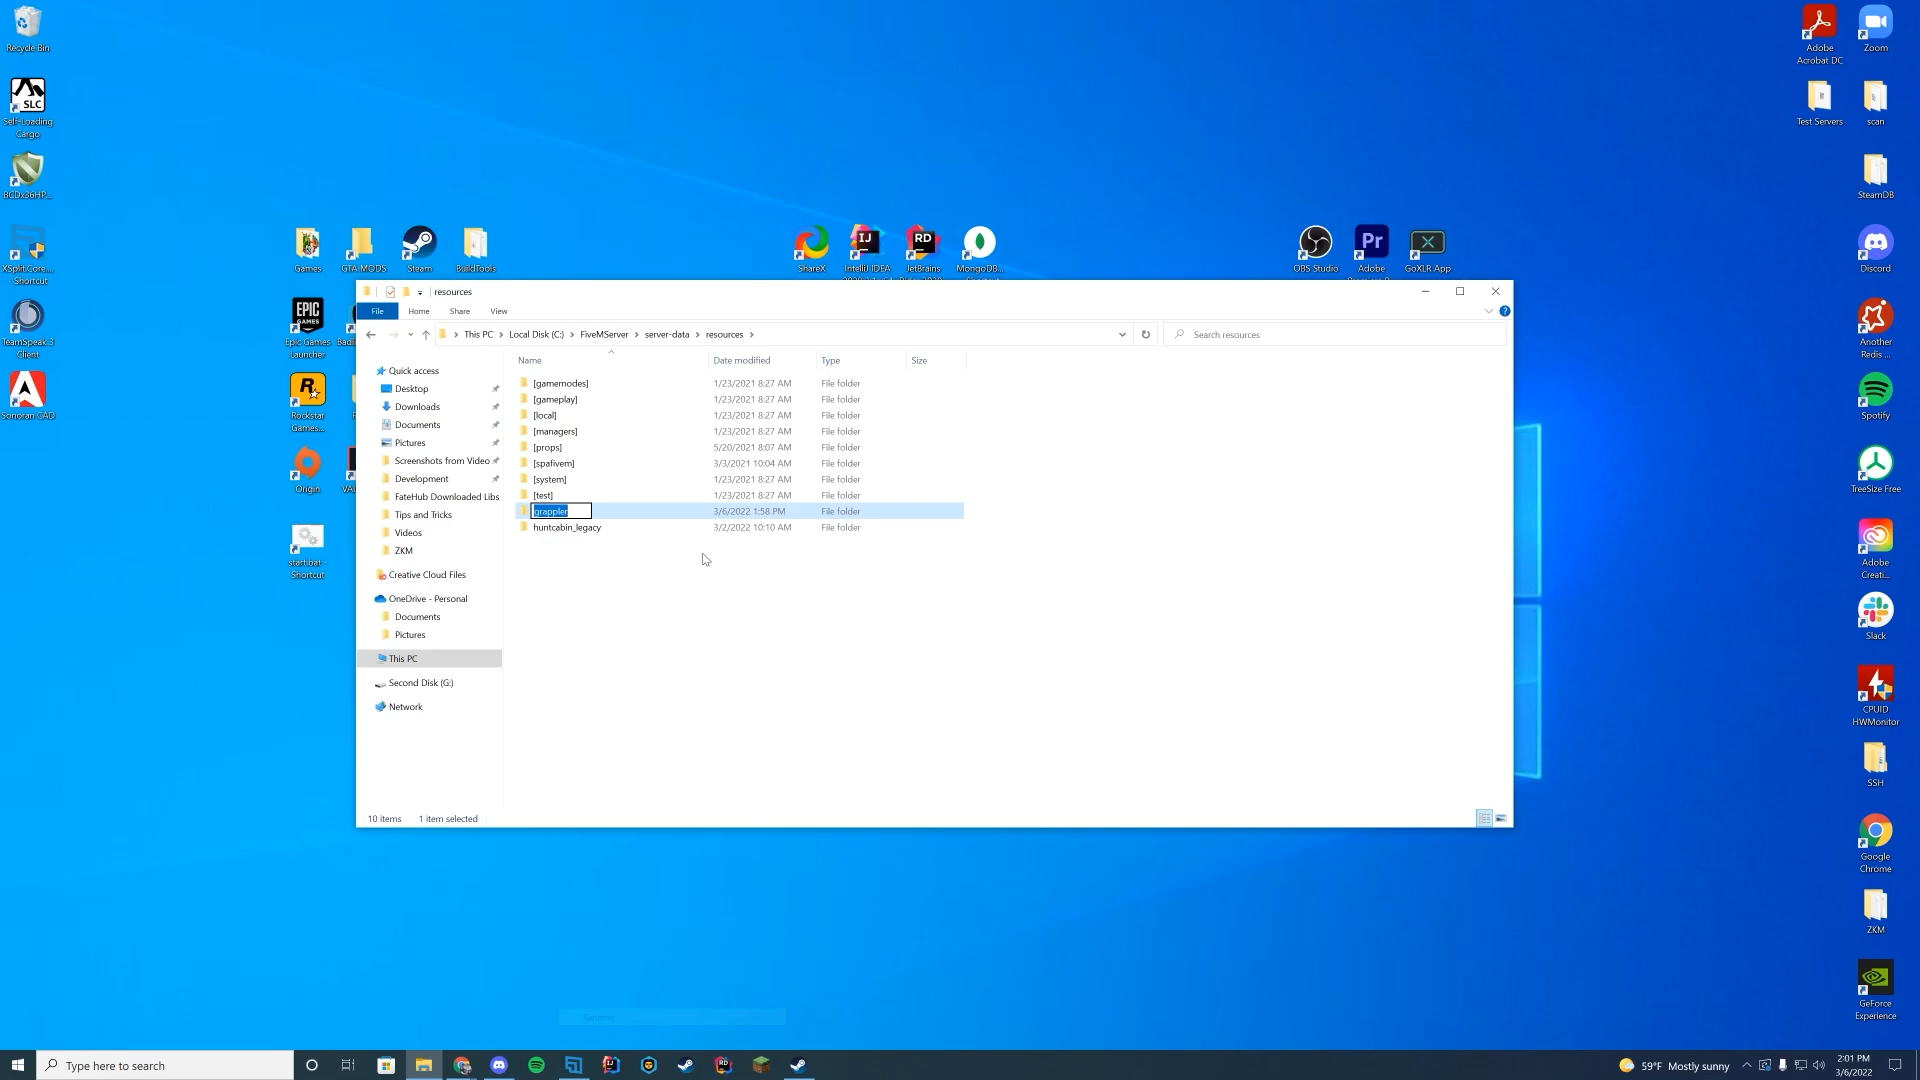 Recycle Bin
SLC
Self-Loading
Cargo
XSplit Core....
- Shortcut
TeamSpeak 3
Client
Sonoran CAD
Games
GTA MODS
Steam
BuildTools
EPIC
GAMES
Epic Games
Launcher
Rockstar
Games...
Origin
start.bat -
Shortcut
ShareX
IJ
IntelliJ IDEA
RD
JetBrains
MongoDB...
OBS Studio
Pr
Adobe
GoXLR App
Adobe
Acrobat DC
Zoom
Test Servers
scan
SteamDB
Discord
Another
Redis ...
Spotify
TreeSize Free
Adobe
Creati...
Slack
CPUID
HWMonitor
SSH
Google
Chrome
ZKM
GeForce
Experience
resources
File Home Share View
This PC > Local Disk (C:) > FiveMServer > server-data > resources >
Search resources
Name Date modified Type Size
[gamemodes] 1/23/2021 8:27 AM File folder
[gameplay] 1/23/2021 8:27 AM File folder
[local] 1/23/2021 8:27 AM File folder
[managers] 1/23/2021 8:27 AM File folder
[props] 5/20/2021 8:07 AM File folder
[spafivem] 3/3/2021 10:04 AM File folder
[system] 1/23/2021 8:27 AM File folder
[test] 1/23/2021 8:27 AM File folder
grappler 3/6/2022 1:58 PM File folder
huntcabin_legacy 3/2/2022 10:10 AM File folder
Quick access
Desktop
Downloads
Documents
Pictures
Screenshots from Video
Development
FateHub Downloaded Libs
Tips and Tricks
Videos
ZKM
Creative Cloud Files
OneDrive - Personal
Documents
Pictures
This PC
Second Disk (G:)
Network
10 items 1 item selected
Rename
Type here to search
59°F Mostly sunny
2:01 PM
3/6/2022